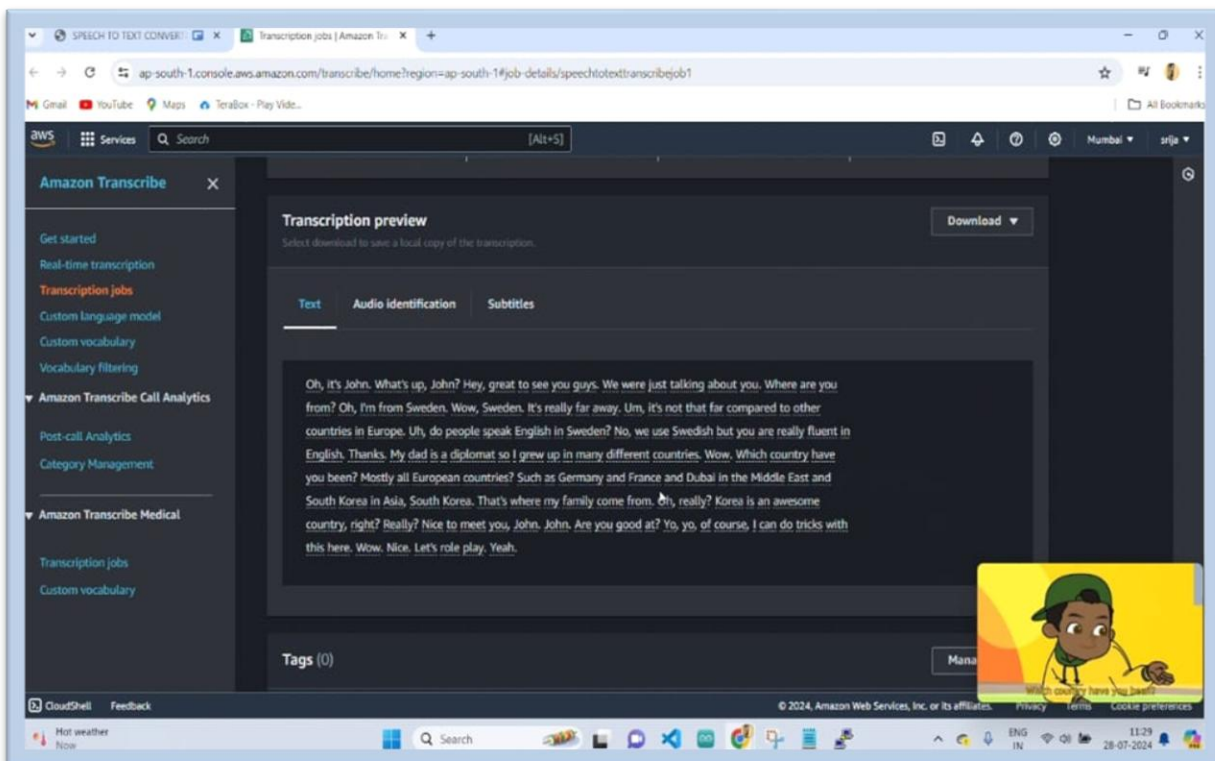 SPEECH TO TEXT CONVERT
Transcription jobs | Amazon Tra
ap-south-1.console.aws.amazon.com/transcribe/home?region=ap-south-1#job-details/speechtotexttranscribejob1
Gmail YouTube Maps TeraBox - Play Vide... All Bookmarks
aws Services Search [Alt+S] Mumbai srija
Amazon Transcribe
Get started
Real-time transcription
Transcription jobs
Custom language model
Custom vocabulary
Vocabulary filtering
Amazon Transcribe Call Analytics
Post-call Analytics
Category Management
Amazon Transcribe Medical
Transcription jobs
Custom vocabulary
Transcription preview
Download
Select download to save a local copy of the transcription.
Text Audio identification Subtitles
Oh, it's John. What's up, John? Hey, great to see you guys. We were just talking about you. Where are you
from? Oh, I'm from Sweden. Wow, Sweden. It's really far away. Um, it's not that far compared to other
countries in Europe. Uh, do people speak English in Sweden? No, we use Swedish but you are really fluent in
English. Thanks. My dad is a diplomat so I grew up in many different countries. Wow. Which country have
you been? Mostly all European countries? Such as Germany and France and Dubai in the Middle East and
South Korea in Asia, South Korea. That's where my family come from. Oh, really? Korea is an awesome
country, right? Really? Nice to meet you, John. John. Are you good at? Yo, yo, of course, I can do tricks with
this here. Wow. Nice. Let's role play. Yeah.
Tags (0)
Mana
Which country have you been?
CloudShell Feedback © 2024, Amazon Web Services, Inc. or its affiliates. Privacy Terms Cookie preferences
Hot weather
Now
Search
ENG
IN
11:29
28-07-2024